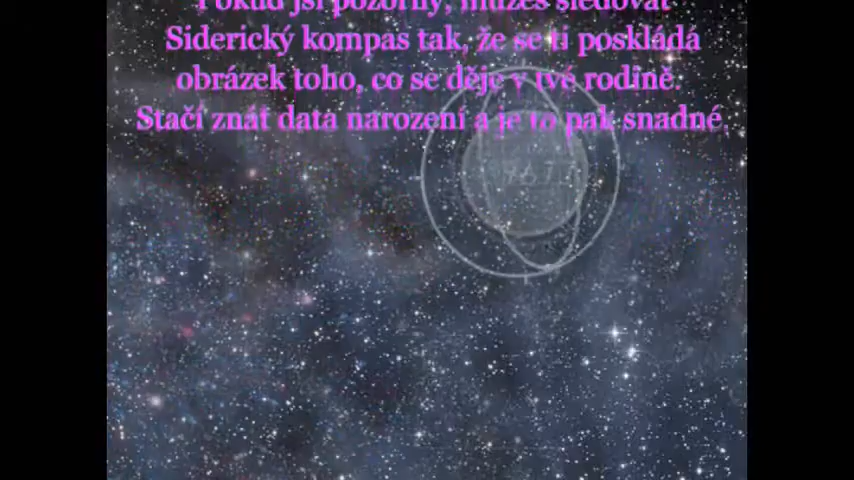 Pokud jsi pozorný, můžeš sledovat
Siderický kompas tak, že se ti poskládá
obrázek toho, co se děje v tvé rodině.
Stačí znát data narození a je to pak snadné.